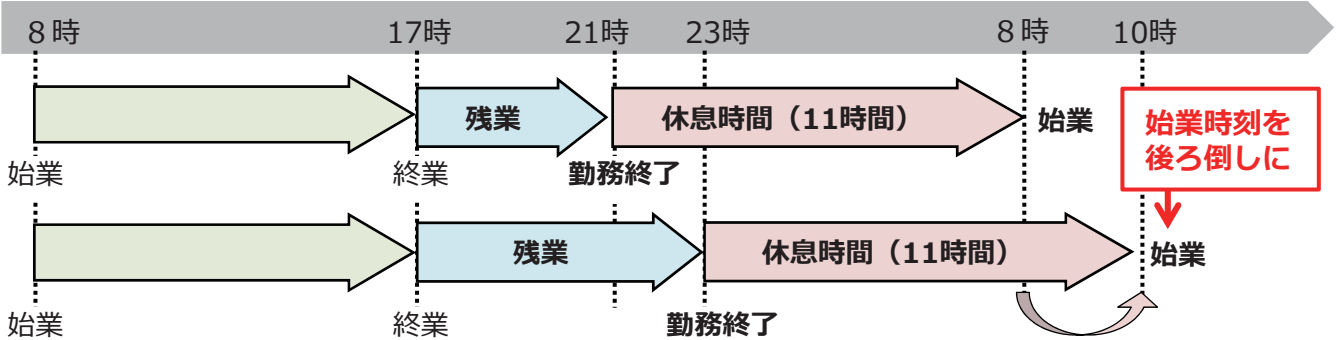 ８時 17時 21時 23時 ８時 10時
残業 休息時間（11時間） 始業
始業時刻を
後ろ倒しに
始業 終業 勤務終了
残業 休息時間（11時間） 始業
始業 終業 勤務終了